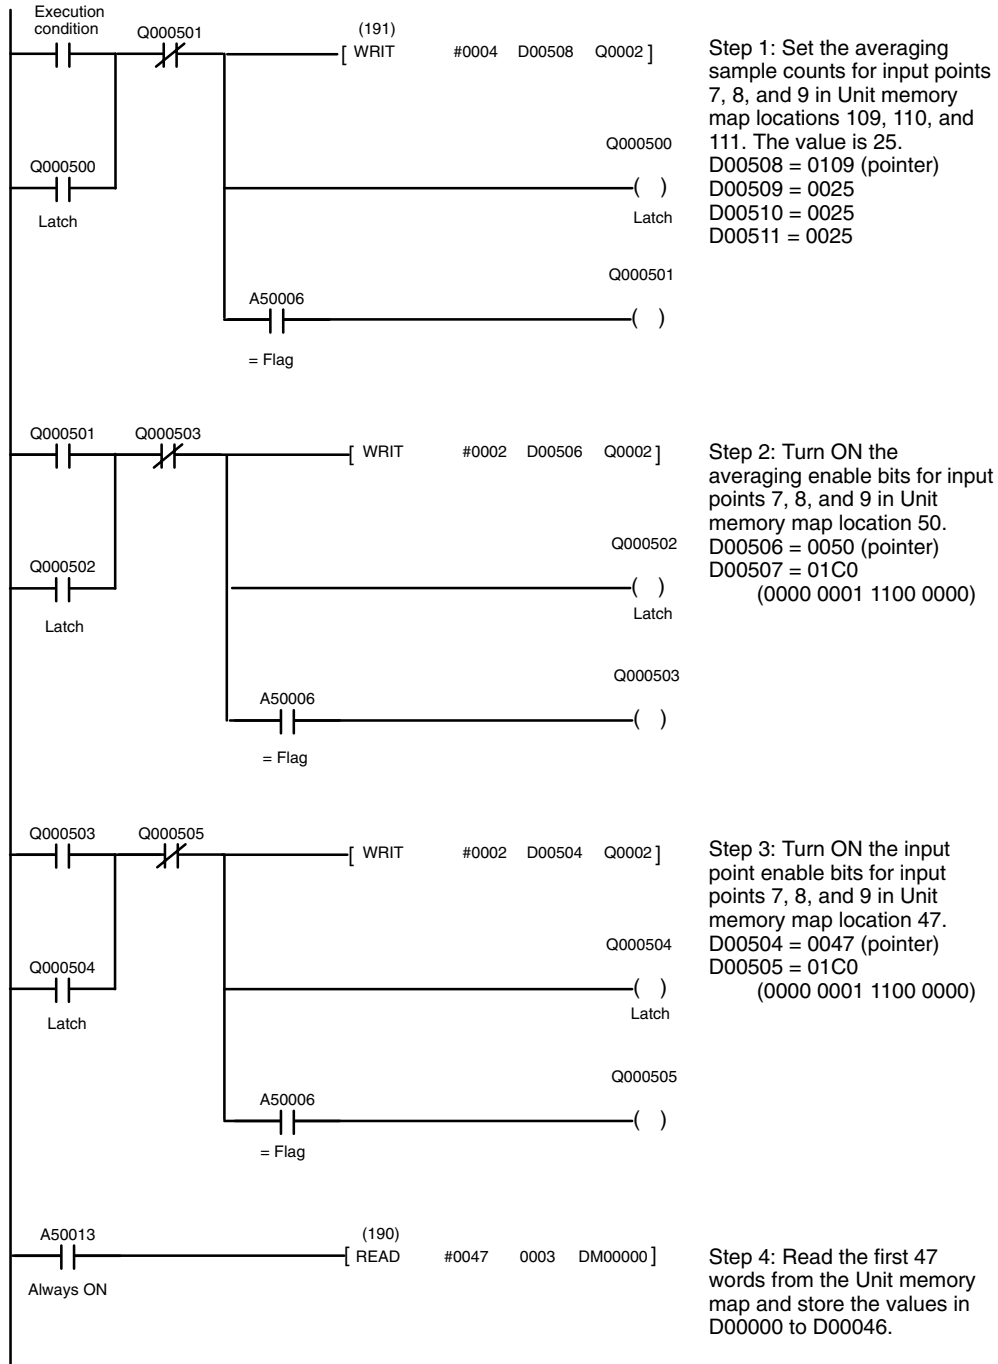 Execution
condition
Q000501
(191)
[ WRIT #0004 D00508 Q0002 ]
Q000500
Latch
Q000500
( )
Latch
Q000501
A50006
( )
= Flag
Step 1: Set the averaging
sample counts for input points
7, 8, and 9 in Unit memory
map locations 109, 110, and
111. The value is 25.
D00508 = 0109 (pointer)
D00509 = 0025
D00510 = 0025
D00511 = 0025
Q000501
Q000503
[ WRIT #0002 D00506 Q0002 ]
Q000502
Latch
Q000502
( )
Latch
Q000503
A50006
( )
= Flag
Step 2: Turn ON the
averaging enable bits for input
points 7, 8, and 9 in Unit
memory map location 50.
D00506 = 0050 (pointer)
D00507 = 01C0
(0000 0001 1100 0000)
Q000503
Q000505
[ WRIT #0002 D00504 Q0002 ]
Q000504
Latch
Q000504
( )
Latch
Q000505
A50006
( )
= Flag
Step 3: Turn ON the input
point enable bits for input
points 7, 8, and 9 in Unit
memory map location 47.
D00504 = 0047 (pointer)
D00505 = 01C0
(0000 0001 1100 0000)
A50013
Always ON
(190)
[ READ #0047 0003 DM00000 ]
Step 4: Read the first 47
words from the Unit memory
map and store the values in
D00000 to D00046.